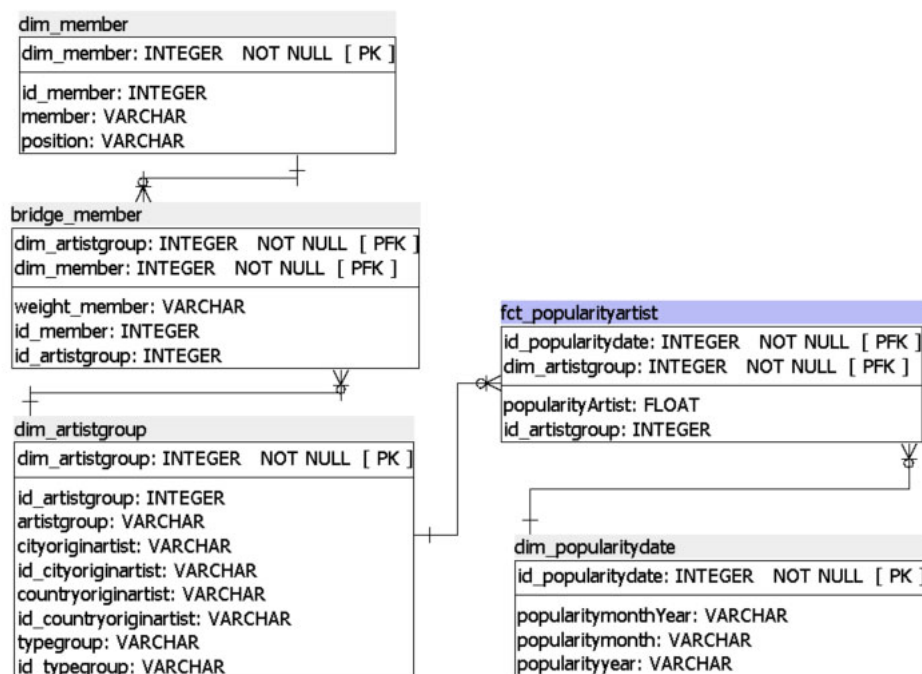 dim_member
dim_member: INTEGER NOT NULL [ PK ]
id_member: INTEGER
member: VARCHAR
position: VARCHAR
bridge_member
dim_artistgroup: INTEGER NOT NULL [ PFK ]
dim_member: INTEGER NOT NULL [ PFK ]
weight_member: VARCHAR
id_member: INTEGER
id_artistgroup: INTEGER
fct_popularityartist
id_popularitydate: INTEGER NOT NULL [ PFK ]
dim_artistgroup: INTEGER NOT NULL [ PFK ]
popularityArtist: FLOAT
id_artistgroup: INTEGER
dim_artistgroup
dim_artistgroup: INTEGER NOT NULL [ PK ]
id_artistgroup: INTEGER
artistgroup: VARCHAR
cityoriginartist: VARCHAR
id_cityoriginartist: VARCHAR
countryoriginartist: VARCHAR
id_countryoriginartist: VARCHAR
typegroup: VARCHAR
id_typegroup: VARCHAR
dim_popularitydate
id_popularitydate: INTEGER NOT NULL [ PK ]
popularitymonthYear: VARCHAR
popularitymonth: VARCHAR
popularityyear: VARCHAR